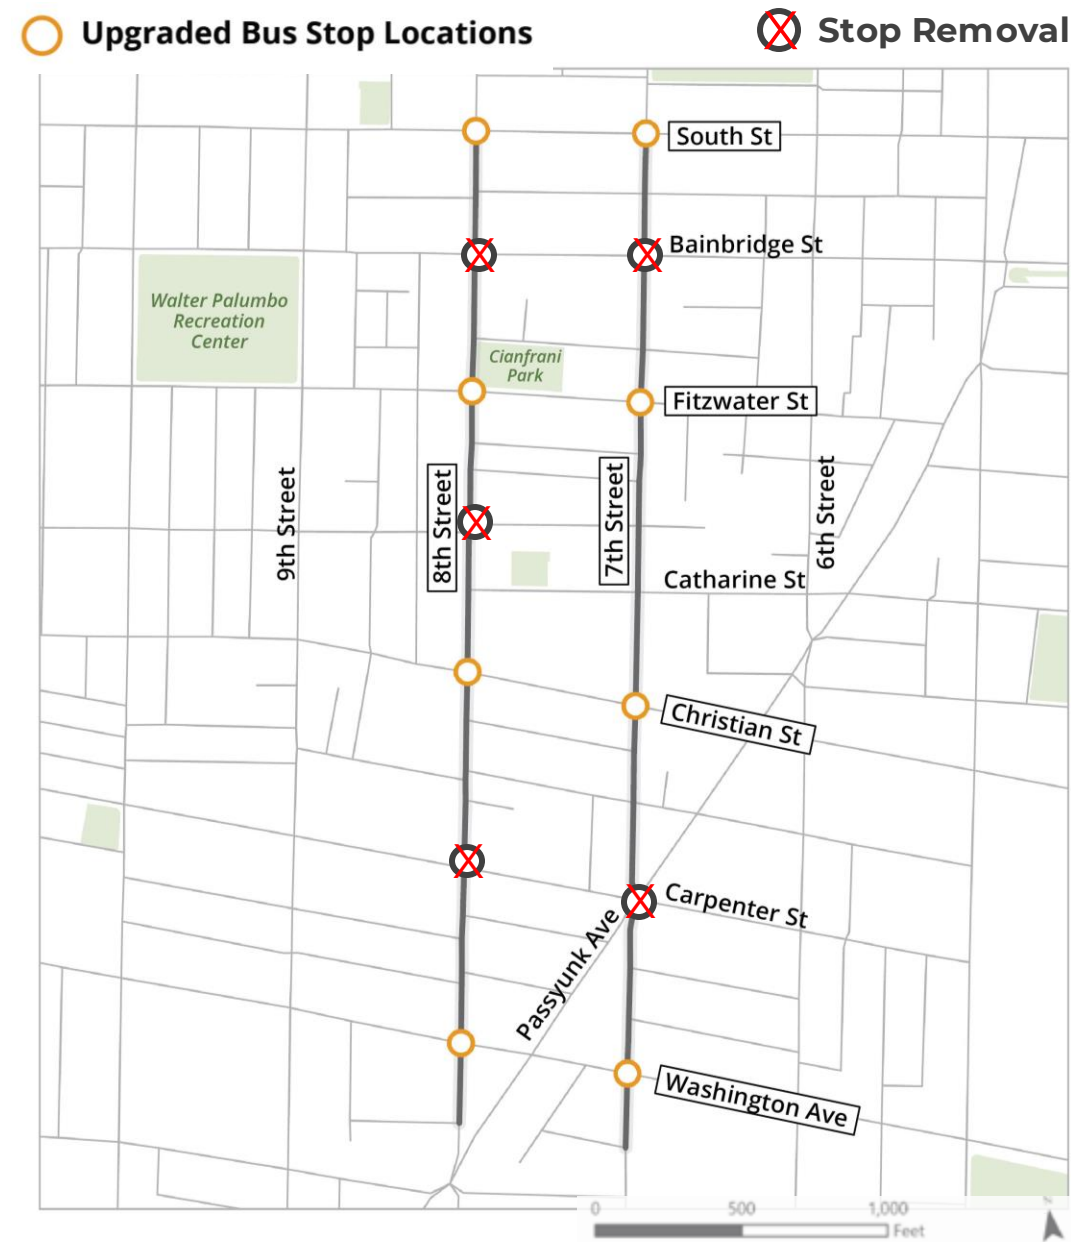 Upgraded Bus Stop Locations
Stop Removal
South St
Bainbridge St
Walter Palumbo
Recreation
Center
Cianfrani
Park
Fitzwater St
9th Street
8th Street
7th Street
6th Street
Catharine St
Christian St
Carpenter St
Passyunk Ave
Washington Ave
0 500 1,000
Feet